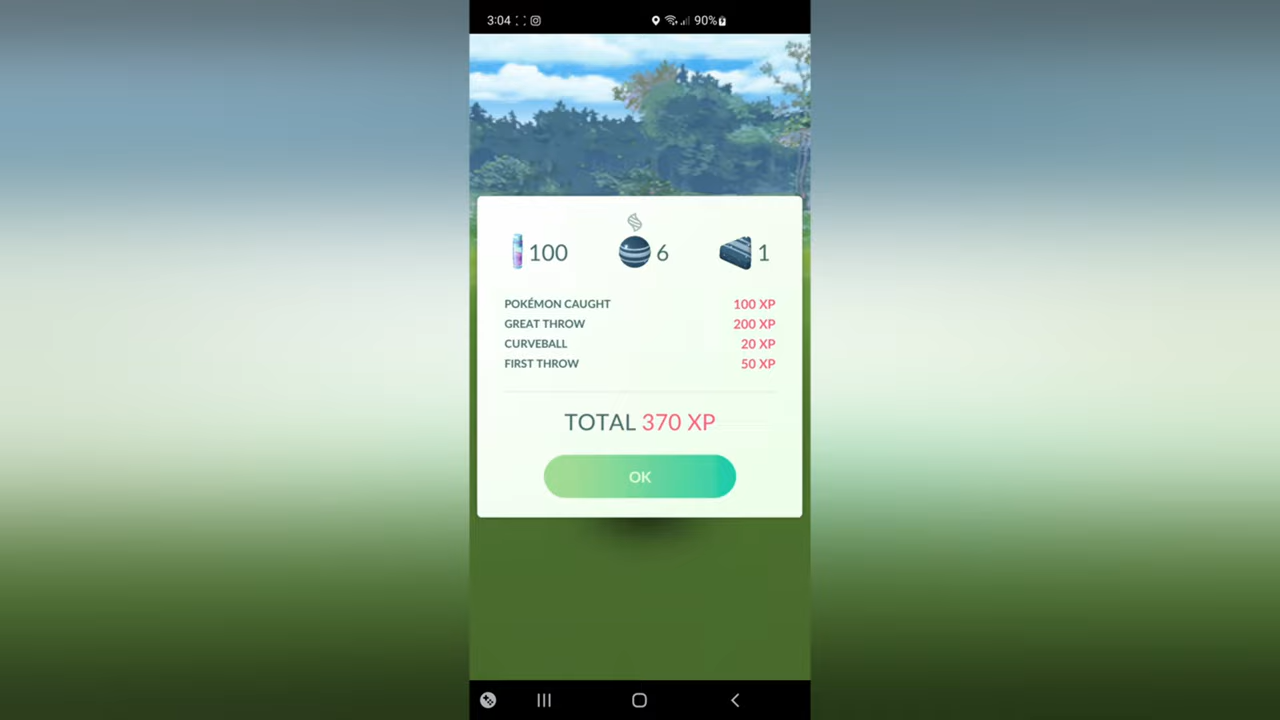 3:04 90%
100 6 1
POKÉMON CAUGHT 100 XP
GREAT THROW 200 XP
CURVEBALL 20 XP
FIRST THROW 50 XP
TOTAL 370 XP
OK